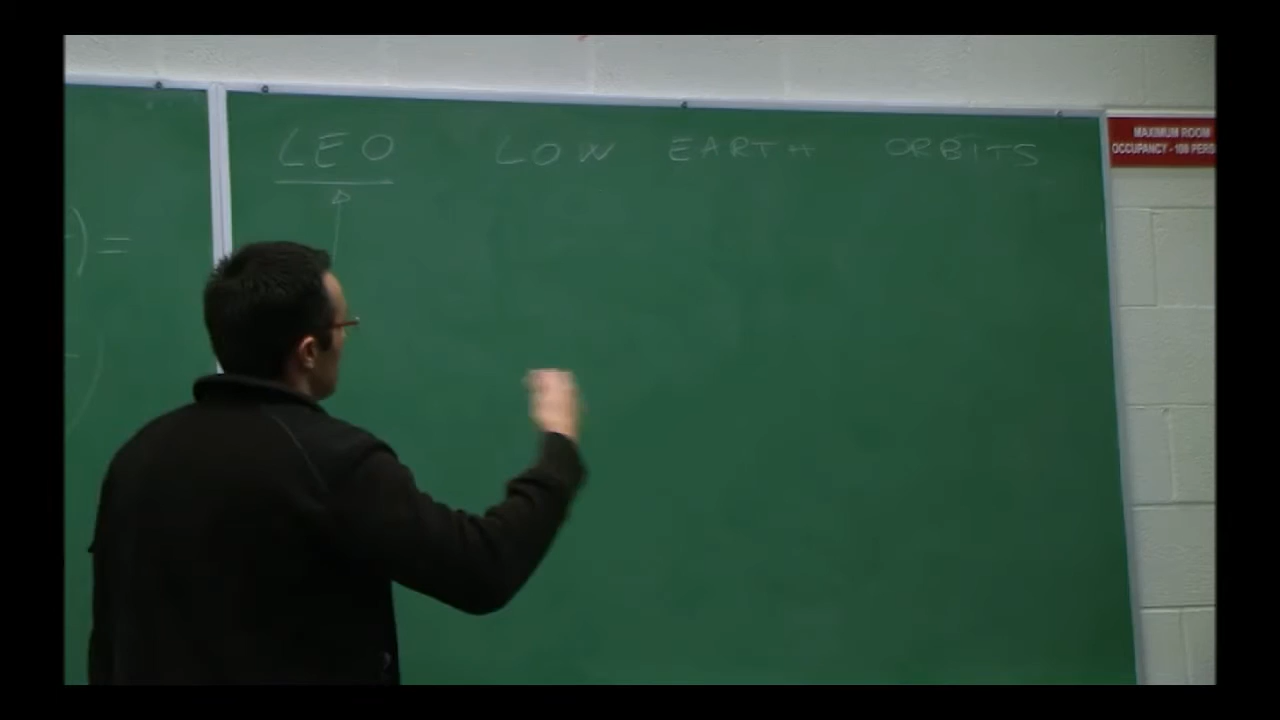 LEO LOW EARTH ORBITS
) =
MAXIMUM ROOM
OCCUPANCY - 108 PERS